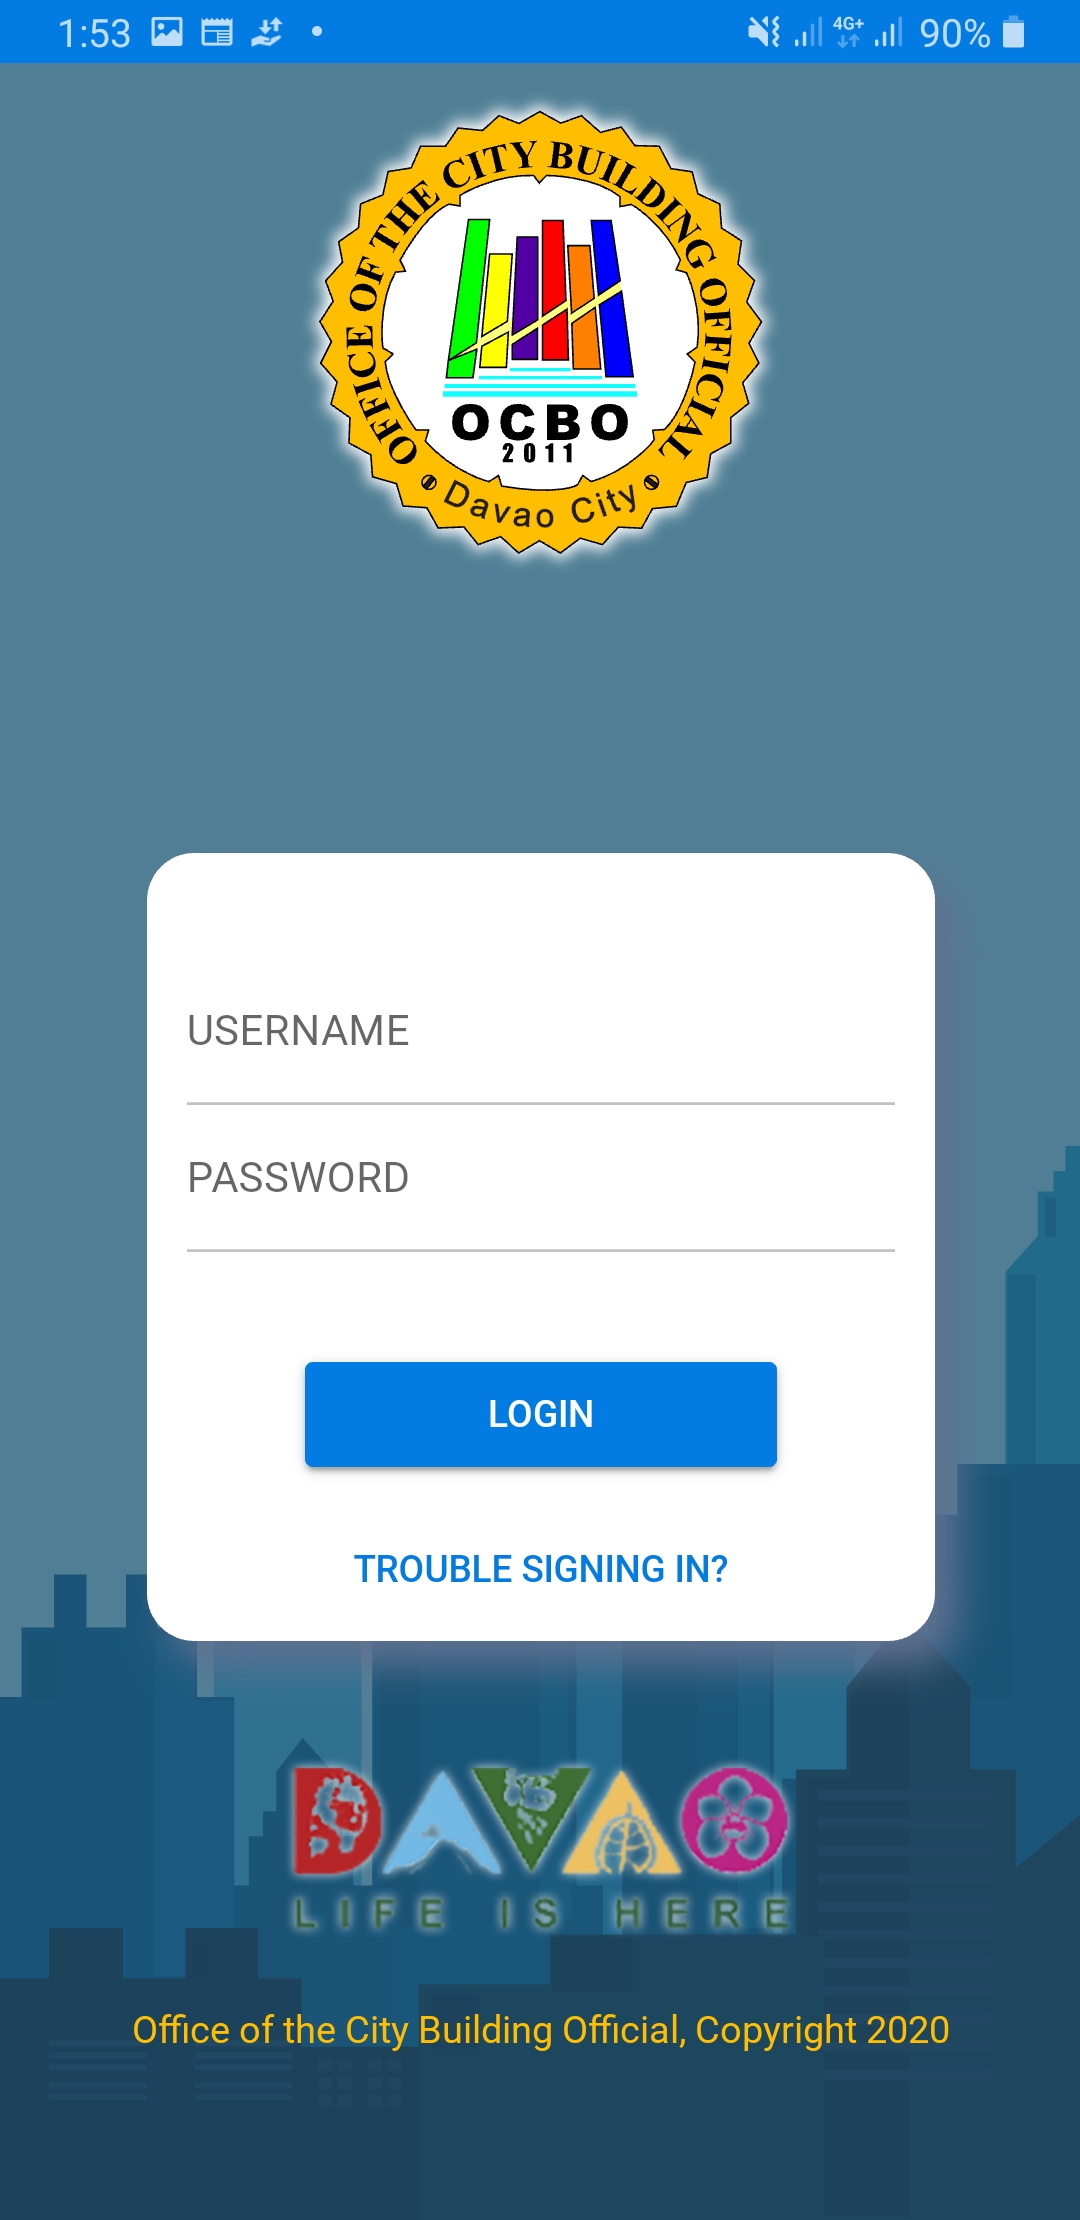 1:53
4G+
90%
OFFICE OF THE CITY BUILDING OFFICIAL
OCBO
2011
Davao City
USERNAME
PASSWORD
LOGIN
TROUBLE SIGNING IN?
DAVAO
LIFE IS HERE
Office of the City Building Official, Copyright 2020